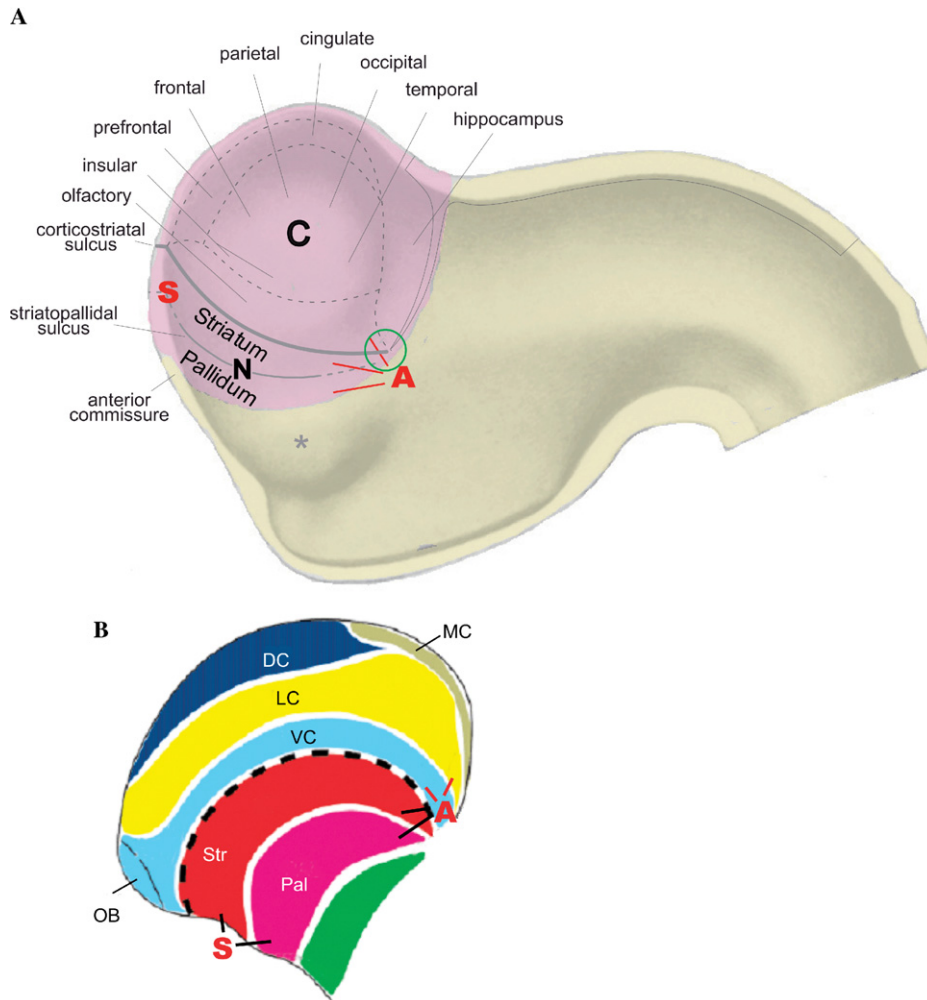 A
cingulate
parietal
occipital
frontal
temporal
prefrontal
hippocampus
insular
olfactory
C
corticostriatal
sulcus
S
striatopallidal
sulcus
Striatum
N
Pallidum
A
anterior
commissure
*
B
MC
DC
LC
VC
A
Str
Pal
OB
S